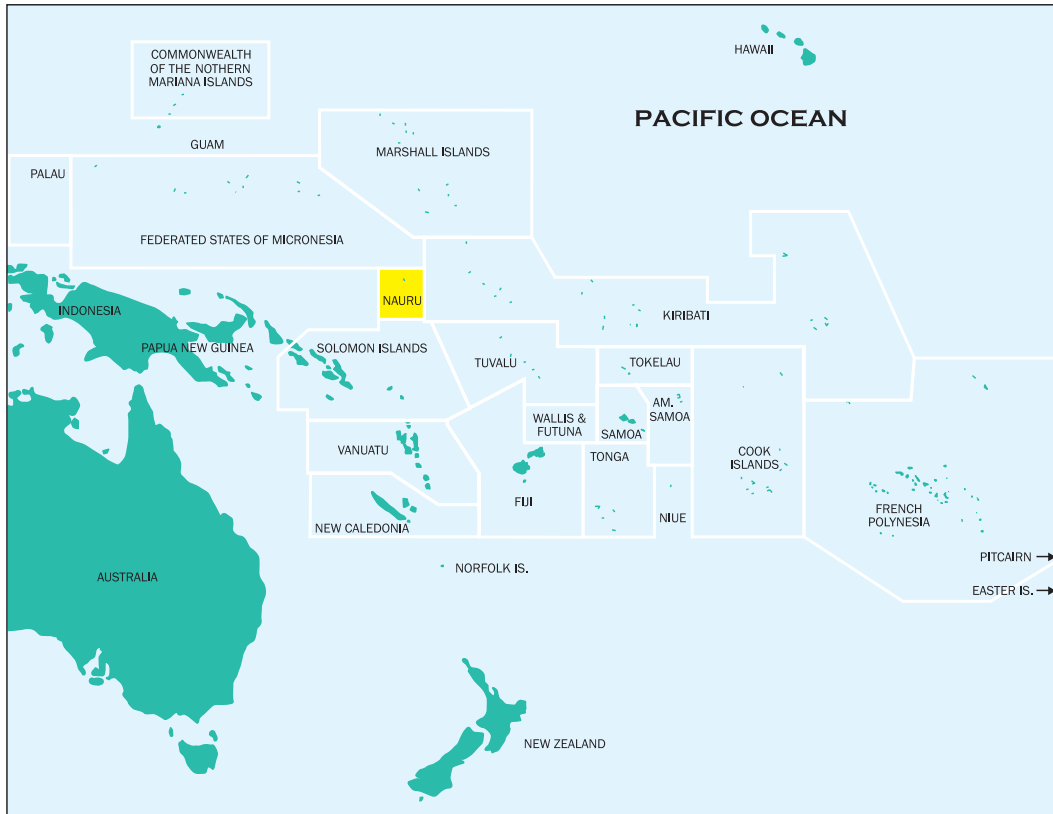 HAWAII
COMMONWEALTH
OF THE NOTHERN
MARIANA ISLANDS
PACIFIC OCEAN
GUAM
MARSHALL ISLANDS
PALAU
FEDERATED STATES OF MICRONESIA
NAURU
INDONESIA
KIRIBATI
PAPUA NEW GUINEA
SOLOMON ISLANDS
TUVALU
TOKELAU
AM.
SAMOA
WALLIS &
FUTUNA
SAMOA
VANUATU
TONGA
COOK
ISLANDS
FIJI
FRENCH
POLYNESIA
NIUE
NEW CALEDONIA
PITCAIRN
NORFOLK IS.
AUSTRALIA
EASTER IS.
NEW ZEALAND